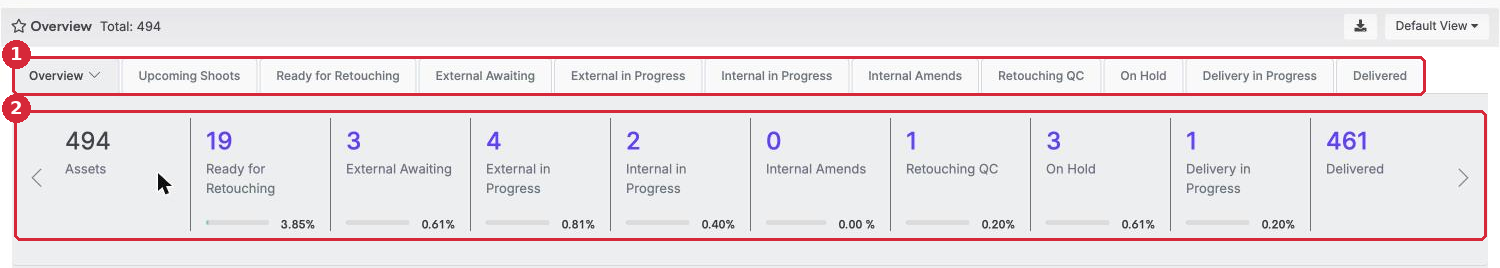 Overview Total: 494
Default View
1
Overview Upcoming Shoots Ready for Retouching External Awaiting External in Progress Internal in Progress Internal Amends Retouching QC On Hold Delivery in Progress Delivered
2
494 19 3 4 2 0 1 3 1 461
Assets Ready for External Awaiting External in Internal in Internal Amends Retouching QC On Hold Delivery in Delivered
Retouching Progress Progress Progress
3.85% 0.61% 0.81% 0.40% 0.00 % 0.20% 0.61% 0.20%